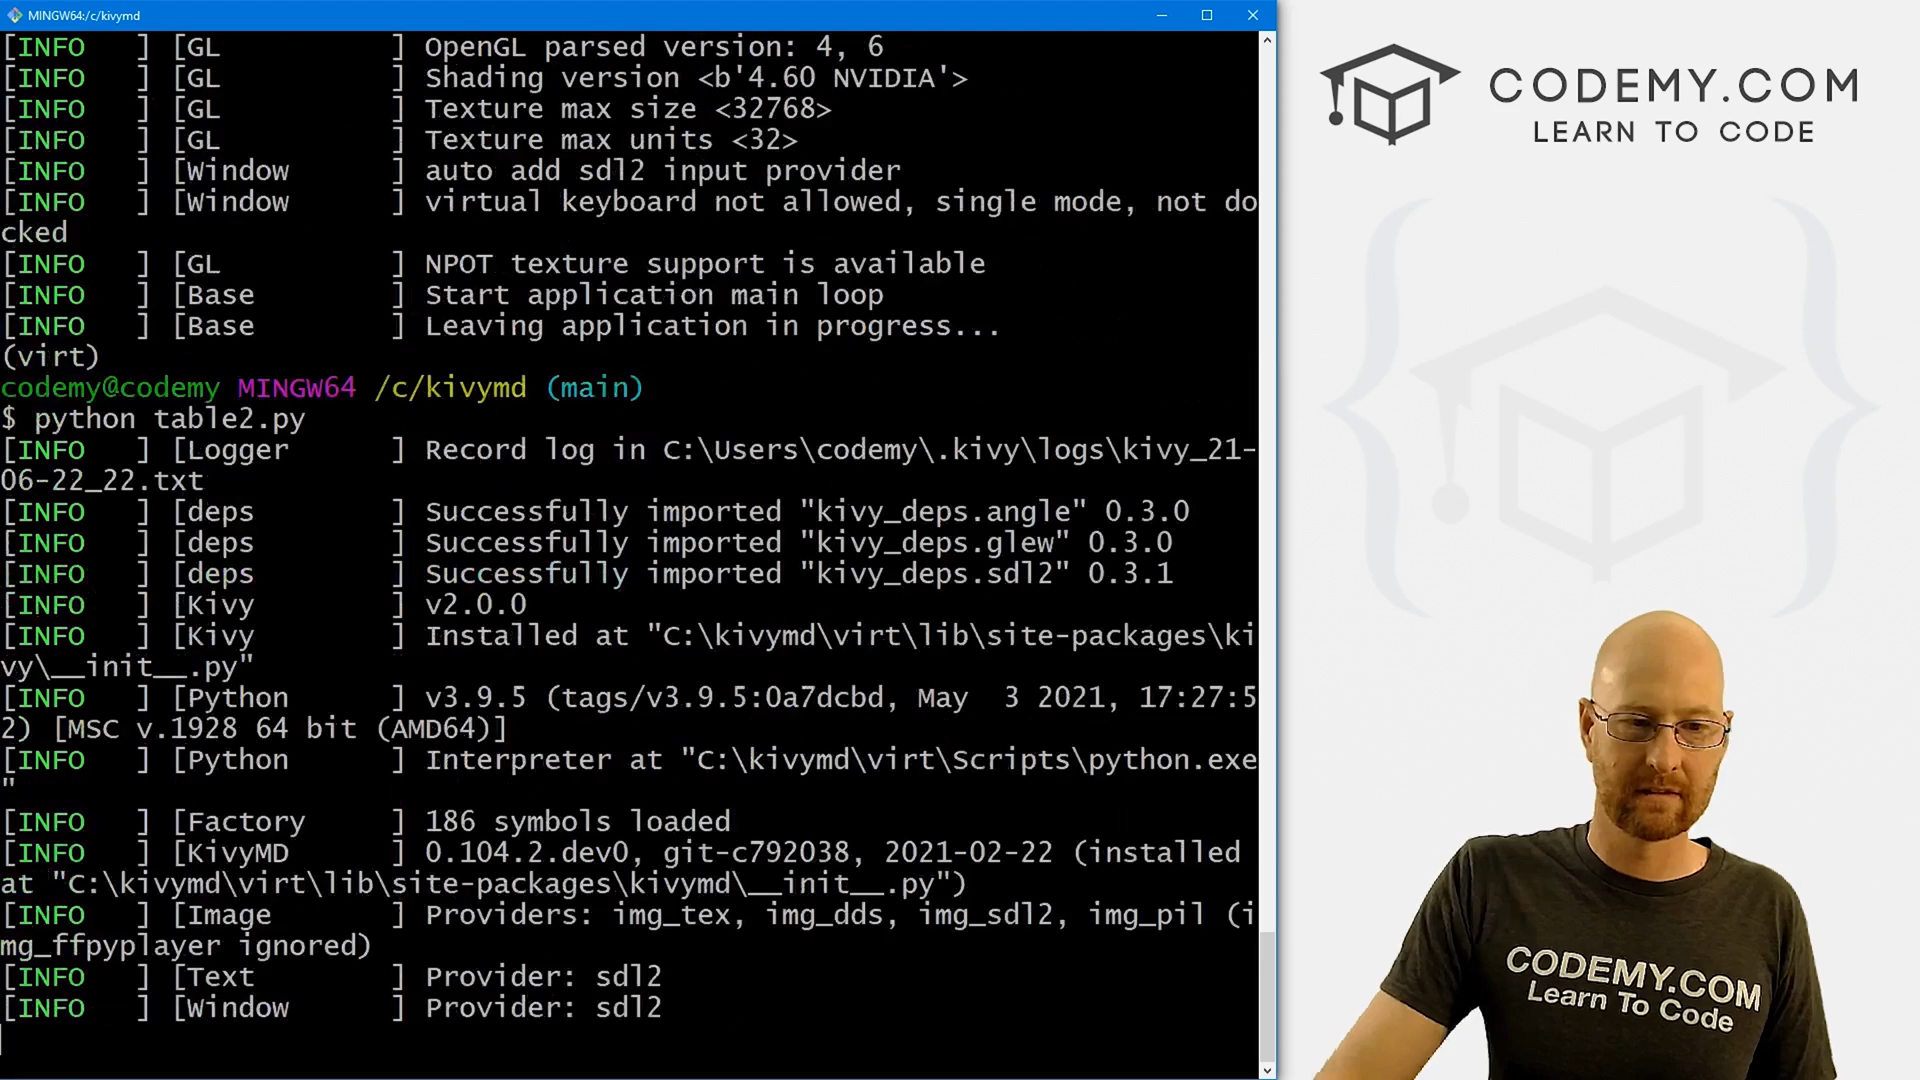 MINGW64:/c/kivymd
[INFO   ] [GL          ] OpenGL parsed version: 4, 6
[INFO   ] [GL          ] Shading version <b'4.60 NVIDIA'>
[INFO   ] [GL          ] Texture max size <32768>
[INFO   ] [GL          ] Texture max units <32>
[INFO   ] [Window      ] auto add sdl2 input provider
[INFO   ] [Window      ] virtual keyboard not allowed, single mode, not do
cked
[INFO   ] [GL          ] NPOT texture support is available
[INFO   ] [Base        ] Start application main loop
[INFO   ] [Base        ] Leaving application in progress...
(virt)
codemy@codemy MINGW64 /c/kivymd (main)
$ python table2.py
[INFO   ] [Logger      ] Record log in C:\Users\codemy\.kivy\logs\kivy_21-
06-22_22.txt
[INFO   ] [deps        ] Successfully imported "kivy_deps.angle" 0.3.0
[INFO   ] [deps        ] Successfully imported "kivy_deps.glew" 0.3.0
[INFO   ] [deps        ] Successfully imported "kivy_deps.sdl2" 0.3.1
[INFO   ] [Kivy        ] v2.0.0
[INFO   ] [Kivy        ] Installed at "C:\kivymd\virt\lib\site-packages\ki
vy\__init__.py"
[INFO   ] [Python      ] v3.9.5 (tags/v3.9.5:0a7dcbd, May  3 2021, 17:27:5
2) [MSC v.1928 64 bit (AMD64)]
[INFO   ] [Python      ] Interpreter at "C:\kivymd\virt\Scripts\python.exe
"
[INFO   ] [Factory     ] 186 symbols loaded
[INFO   ] [KivyMD      ] 0.104.2.dev0, git-c792038, 2021-02-22 (installed
at "C:\kivymd\virt\lib\site-packages\kivymd\__init__.py")
[INFO   ] [Image       ] Providers: img_tex, img_dds, img_sdl2, img_pil (i
mg_ffpyplayer ignored)
[INFO   ] [Text        ] Provider: sdl2
[INFO   ] [Window      ] Provider: sdl2
CODEMY.COM
LEARN TO CODE
CODEMY.COM
Learn To Code